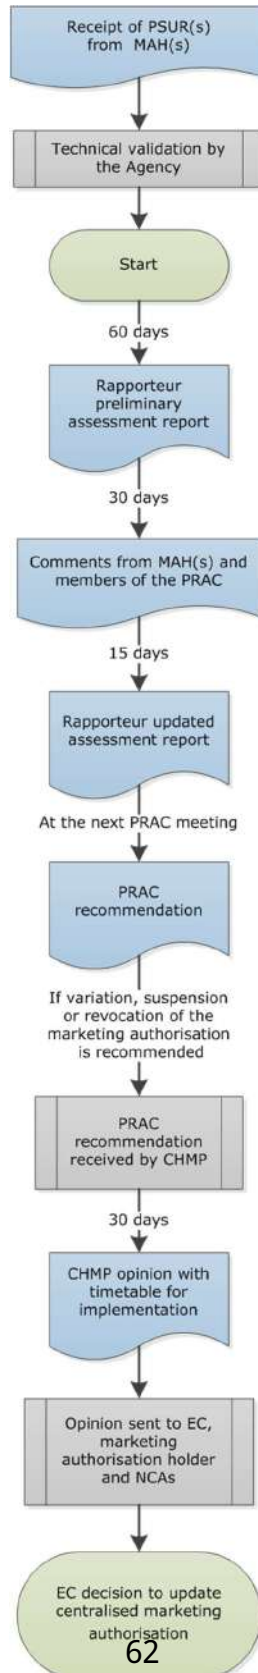 Receipt of PSUR(s)
from MAH(s)
Technical validation by
the Agency
Start
60 days
Rapporteur
preliminary
assessment report
30 days
Comments from MAH(s) and
members of the PRAC
15 days
Rapporteur updated
assessment report
At the next PRAC meeting
PRAC
recommendation
If variation, suspension
or revocation of the
marketing authorisation
is recommended
PRAC
recommendation
received by CHMP
30 days
CHMP opinion with
timetable for
implementation
Opinion sent to EC,
marketing
authorisation holder
and NCAs
EC decision to update
centralised marketing
authorisation
62